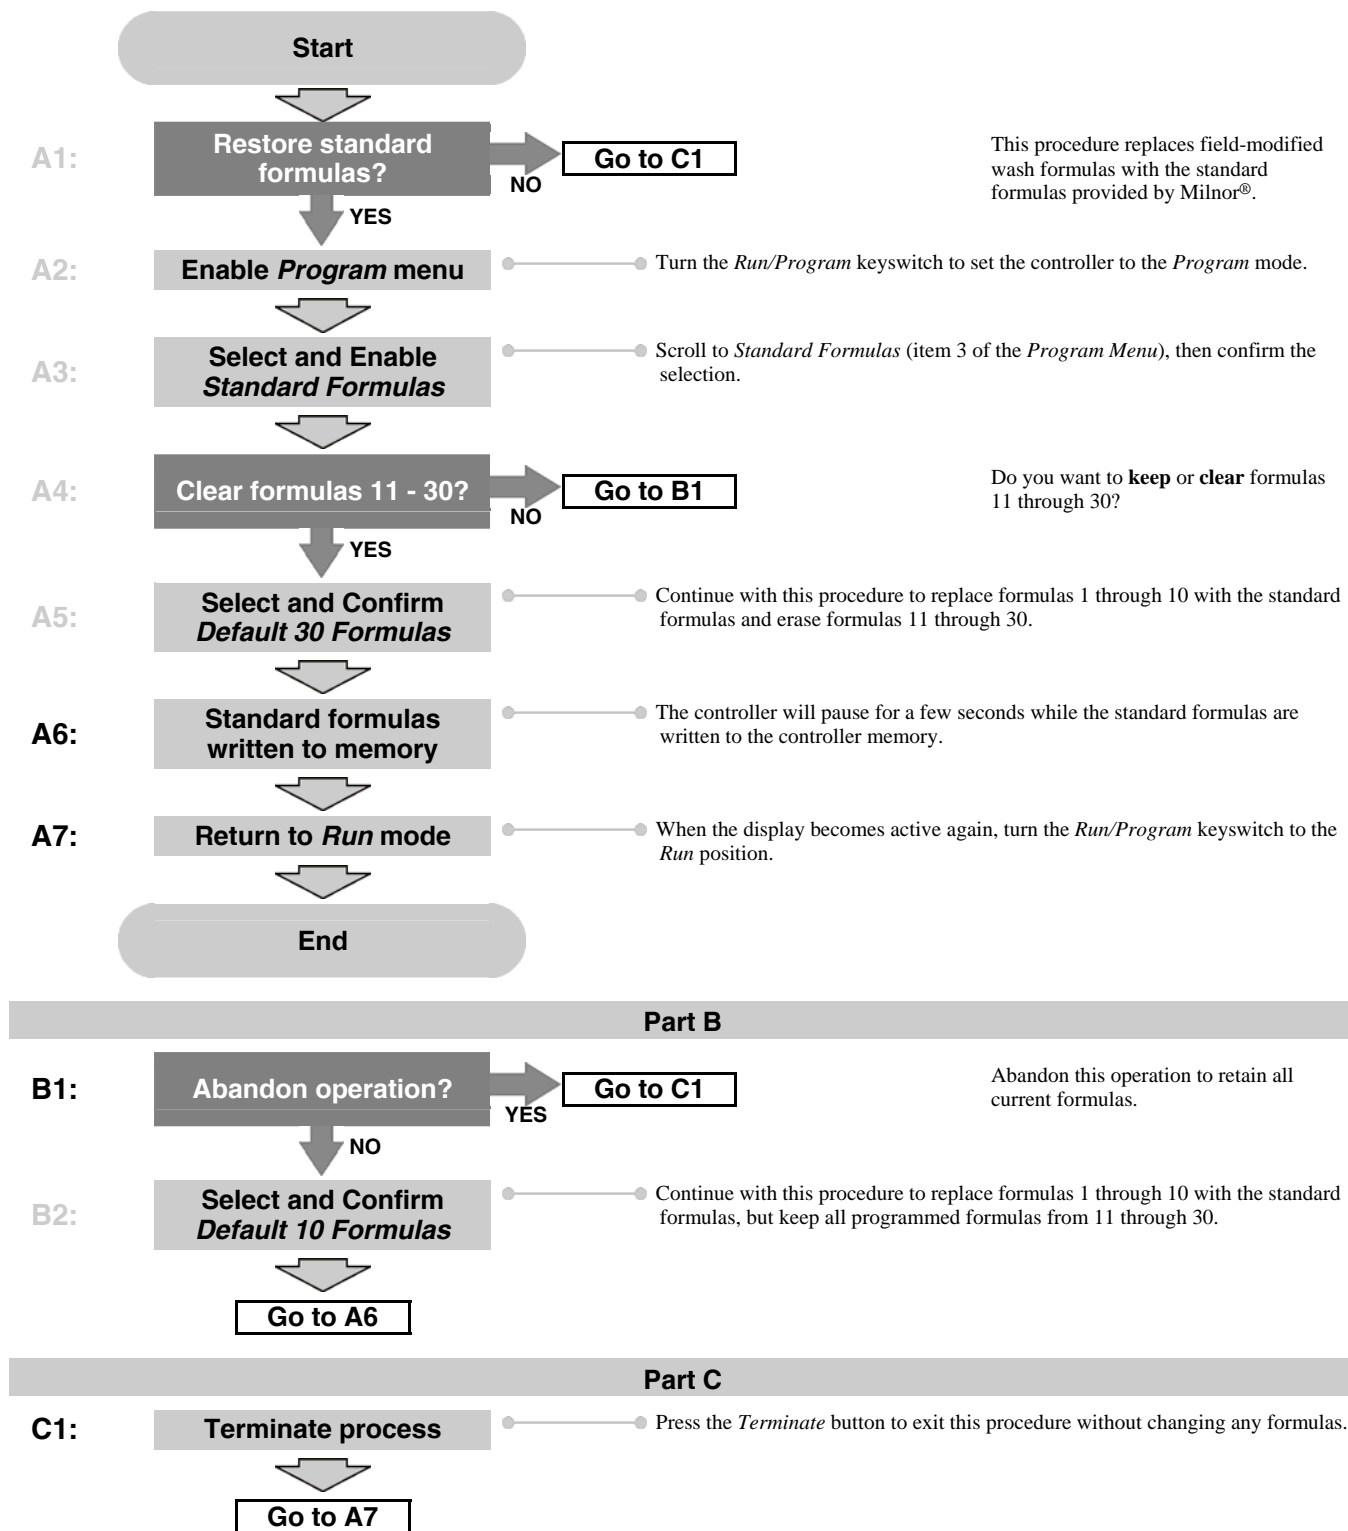 Start
A1:
Restore standard
formulas?
NO
Go to C1
This procedure replaces field-modified
wash formulas with the standard
formulas provided by Milnor®.
YES
A2:
Enable Program menu
Turn the Run/Program keyswitch to set the controller to the Program mode.
A3:
Select and Enable
Standard Formulas
Scroll to Standard Formulas (item 3 of the Program Menu), then confirm the
selection.
A4:
Clear formulas 11 - 30?
NO
Go to B1
Do you want to keep or clear formulas
11 through 30?
YES
A5:
Select and Confirm
Default 30 Formulas
Continue with this procedure to replace formulas 1 through 10 with the standard
formulas and erase formulas 11 through 30.
A6:
Standard formulas
written to memory
The controller will pause for a few seconds while the standard formulas are
written to the controller memory.
A7:
Return to Run mode
When the display becomes active again, turn the Run/Program keyswitch to the
Run position.
End
Part B
B1:
Abandon operation?
YES
Go to C1
Abandon this operation to retain all
current formulas.
NO
B2:
Select and Confirm
Default 10 Formulas
Continue with this procedure to replace formulas 1 through 10 with the standard
formulas, but keep all programmed formulas from 11 through 30.
Go to A6
Part C
C1:
Terminate process
Press the Terminate button to exit this procedure without changing any formulas.
Go to A7